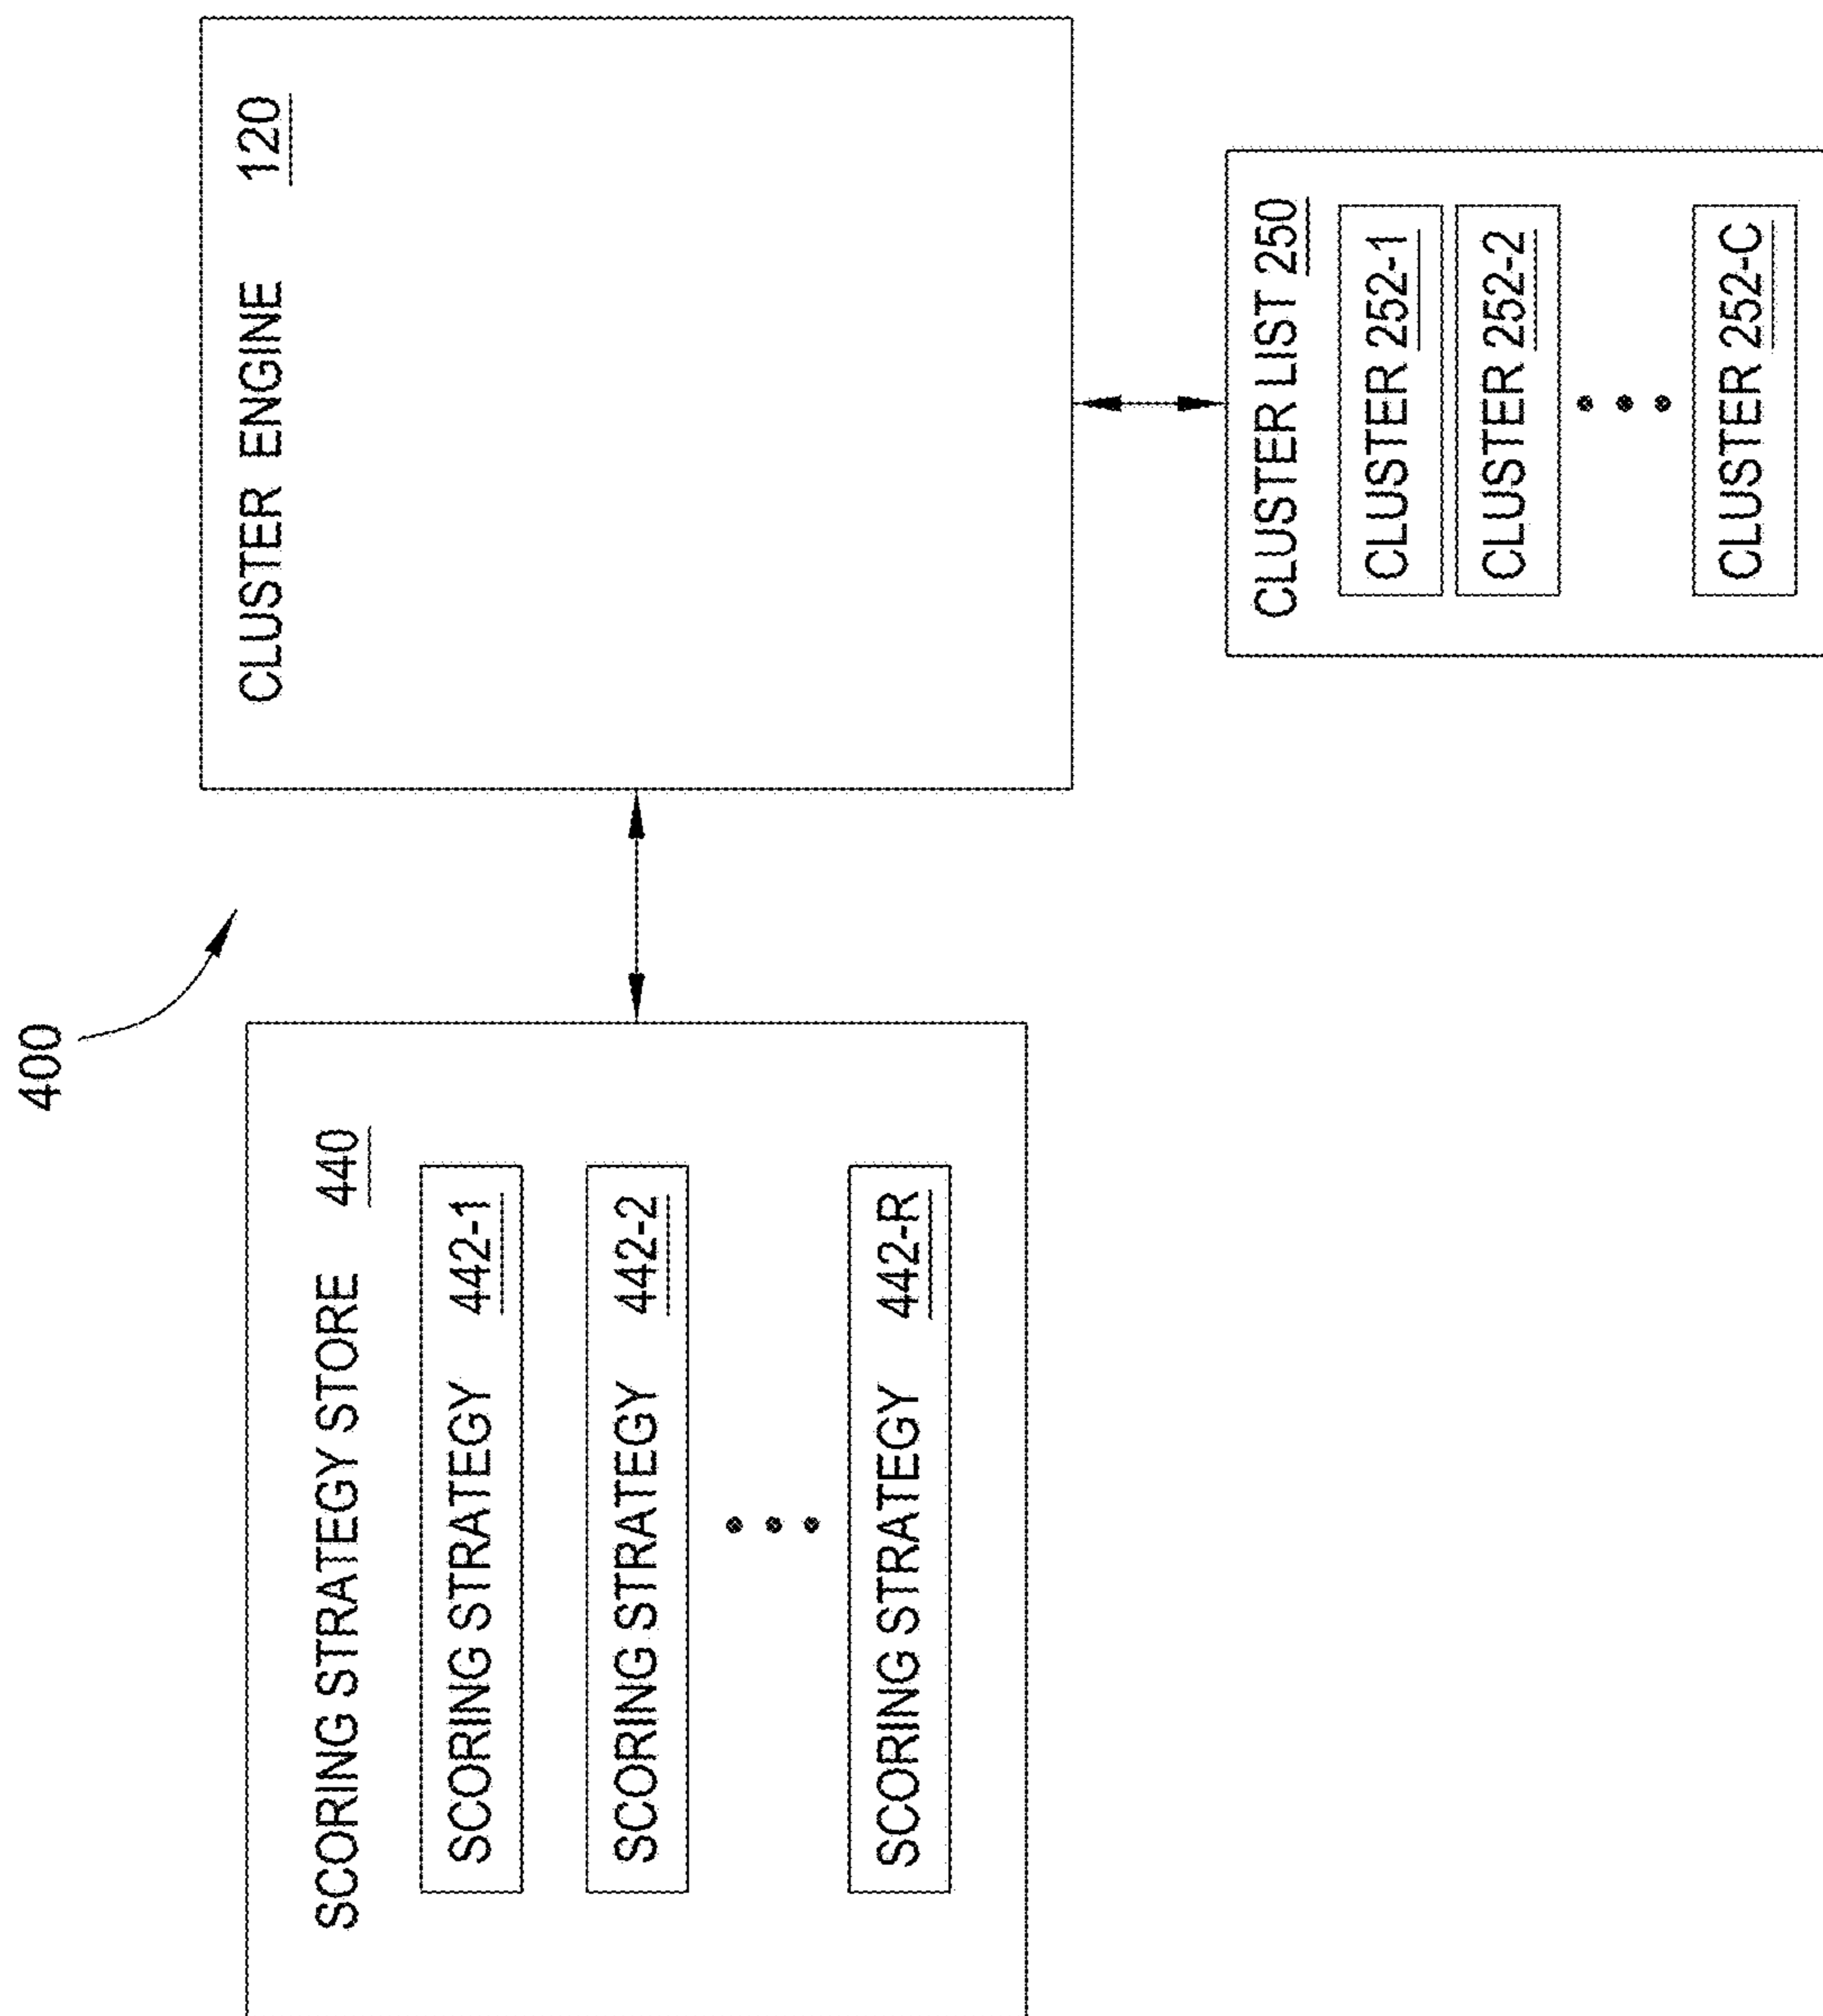 400
SCORING STRATEGY STORE 440
SCORING STRATEGY 442-1
SCORING STRATEGY 442-2
SCORING STRATEGY 442-R
CLUSTER ENGINE 120
CLUSTER LIST 250
CLUSTER 252-1
CLUSTER 252-2
CLUSTER 252-C